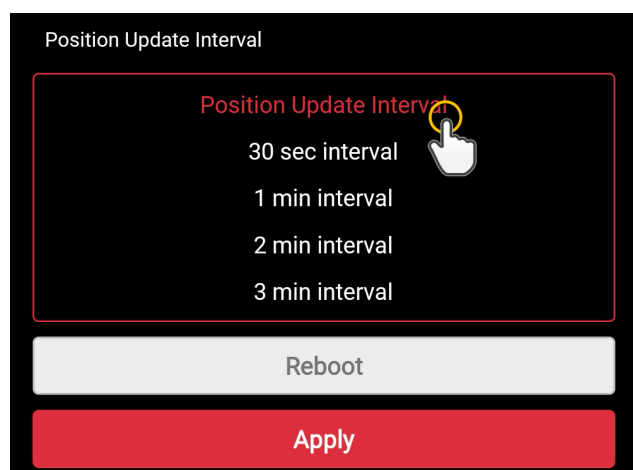 Position Update Interval
Position Update Interval
30 sec interval
1 min interval
2 min interval
3 min interval
Reboot
Apply